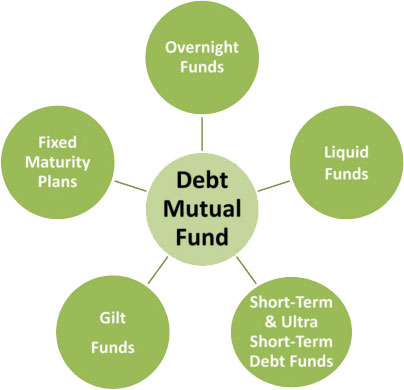 Overnight
Funds
Fixed
Maturity
Plans
Liquid
Funds
Debt
Mutual
Fund
Gilt
Funds
Short-Term
& Ultra
Short-Term
Debt Funds